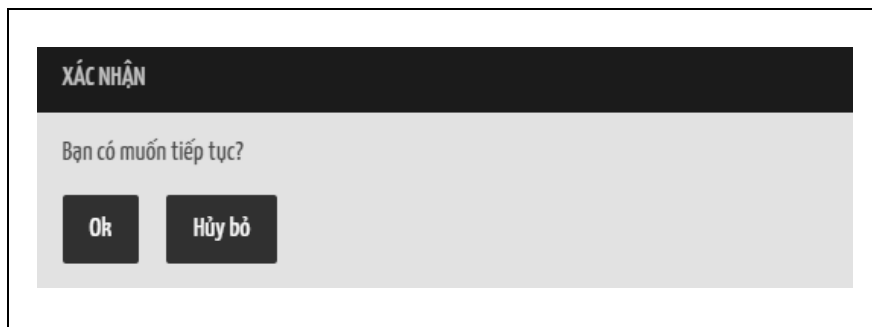 XÁC NHẬN
Bạn có muốn tiếp tục?
Ok
Hủy bỏ